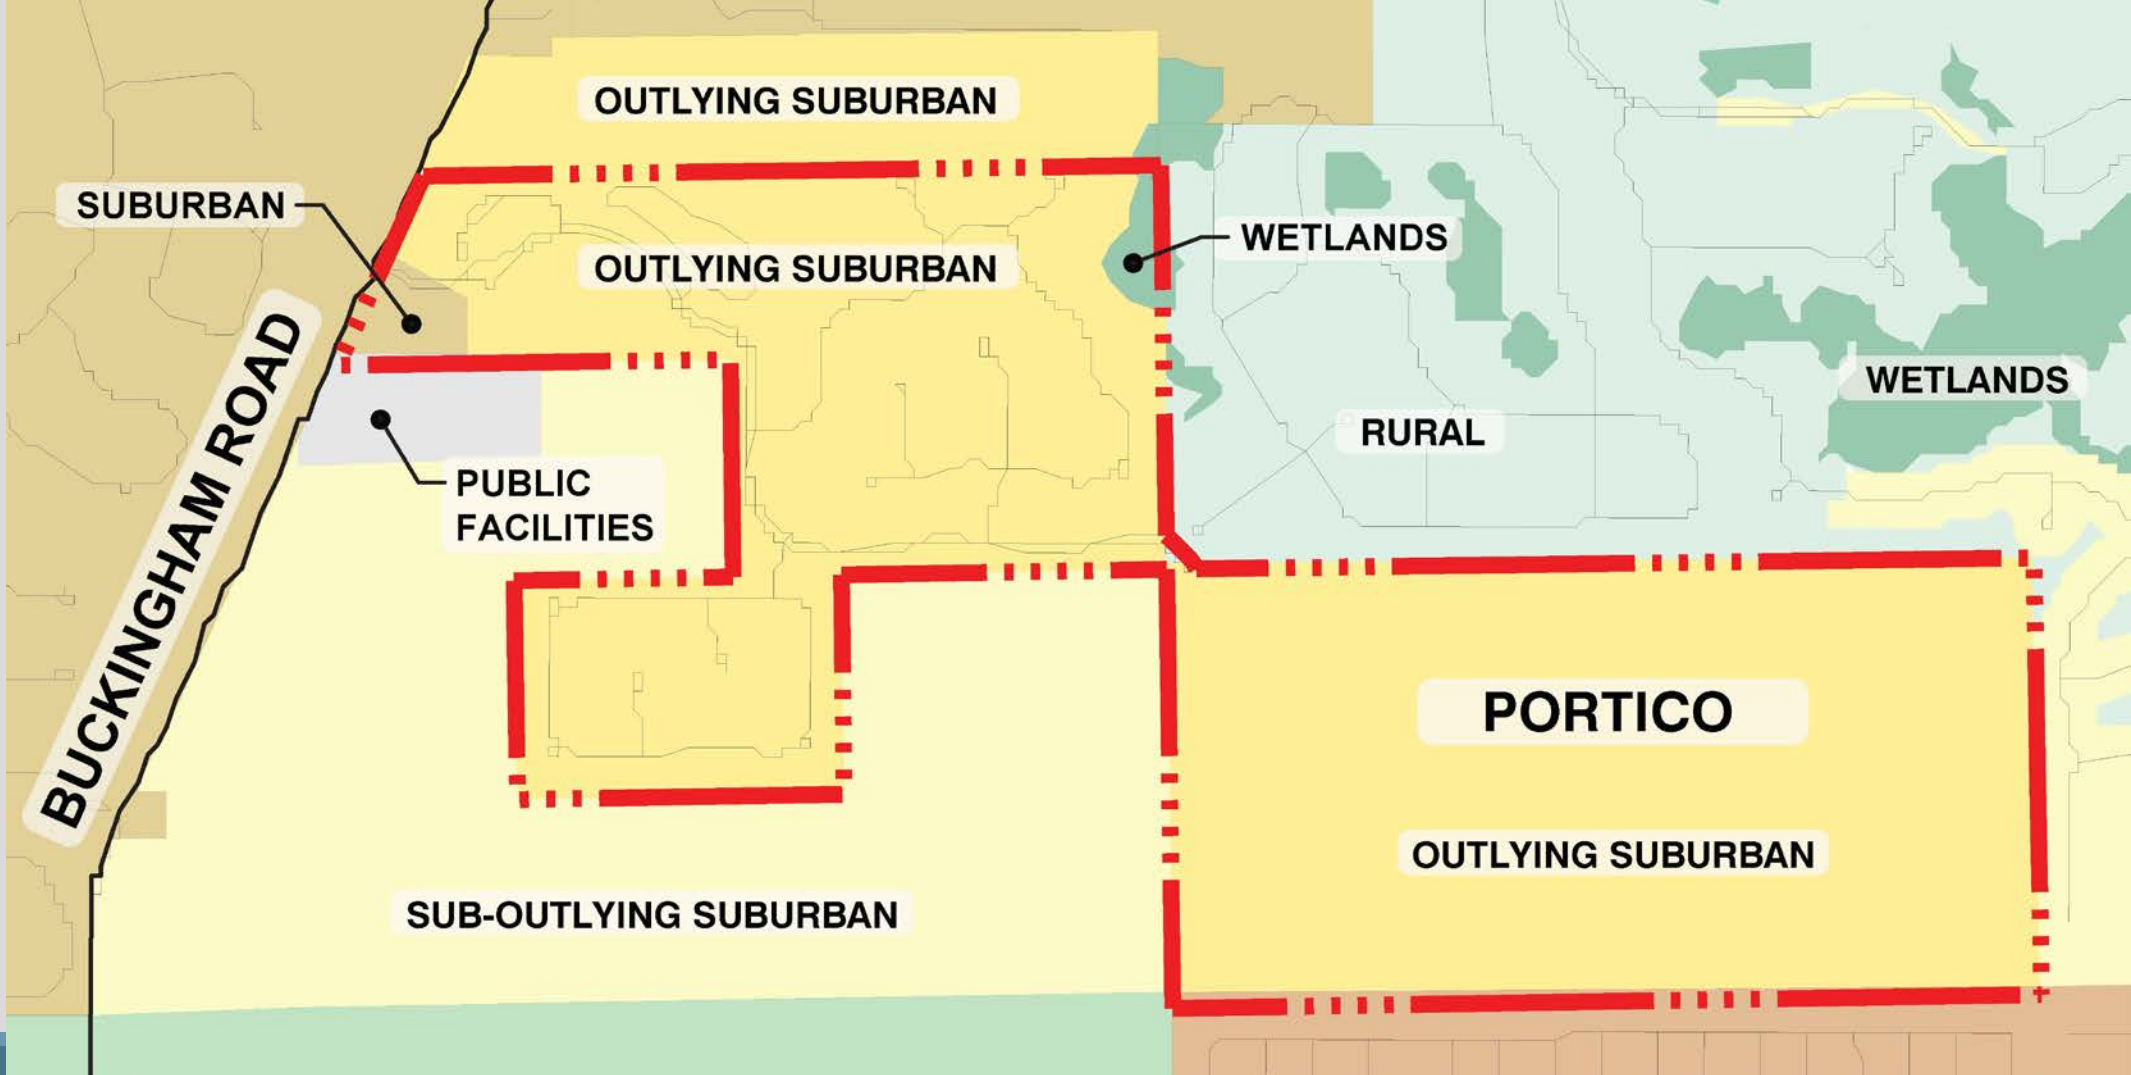 OUTLYING SUBURBAN
SUBURBAN
WETLANDS
OUTLYING SUBURBAN
BUCKINGHAM ROAD
WETLANDS
RURAL
PUBLIC
FACILITIES
PORTICO
OUTLYING SUBURBAN
SUB-OUTLYING SUBURBAN